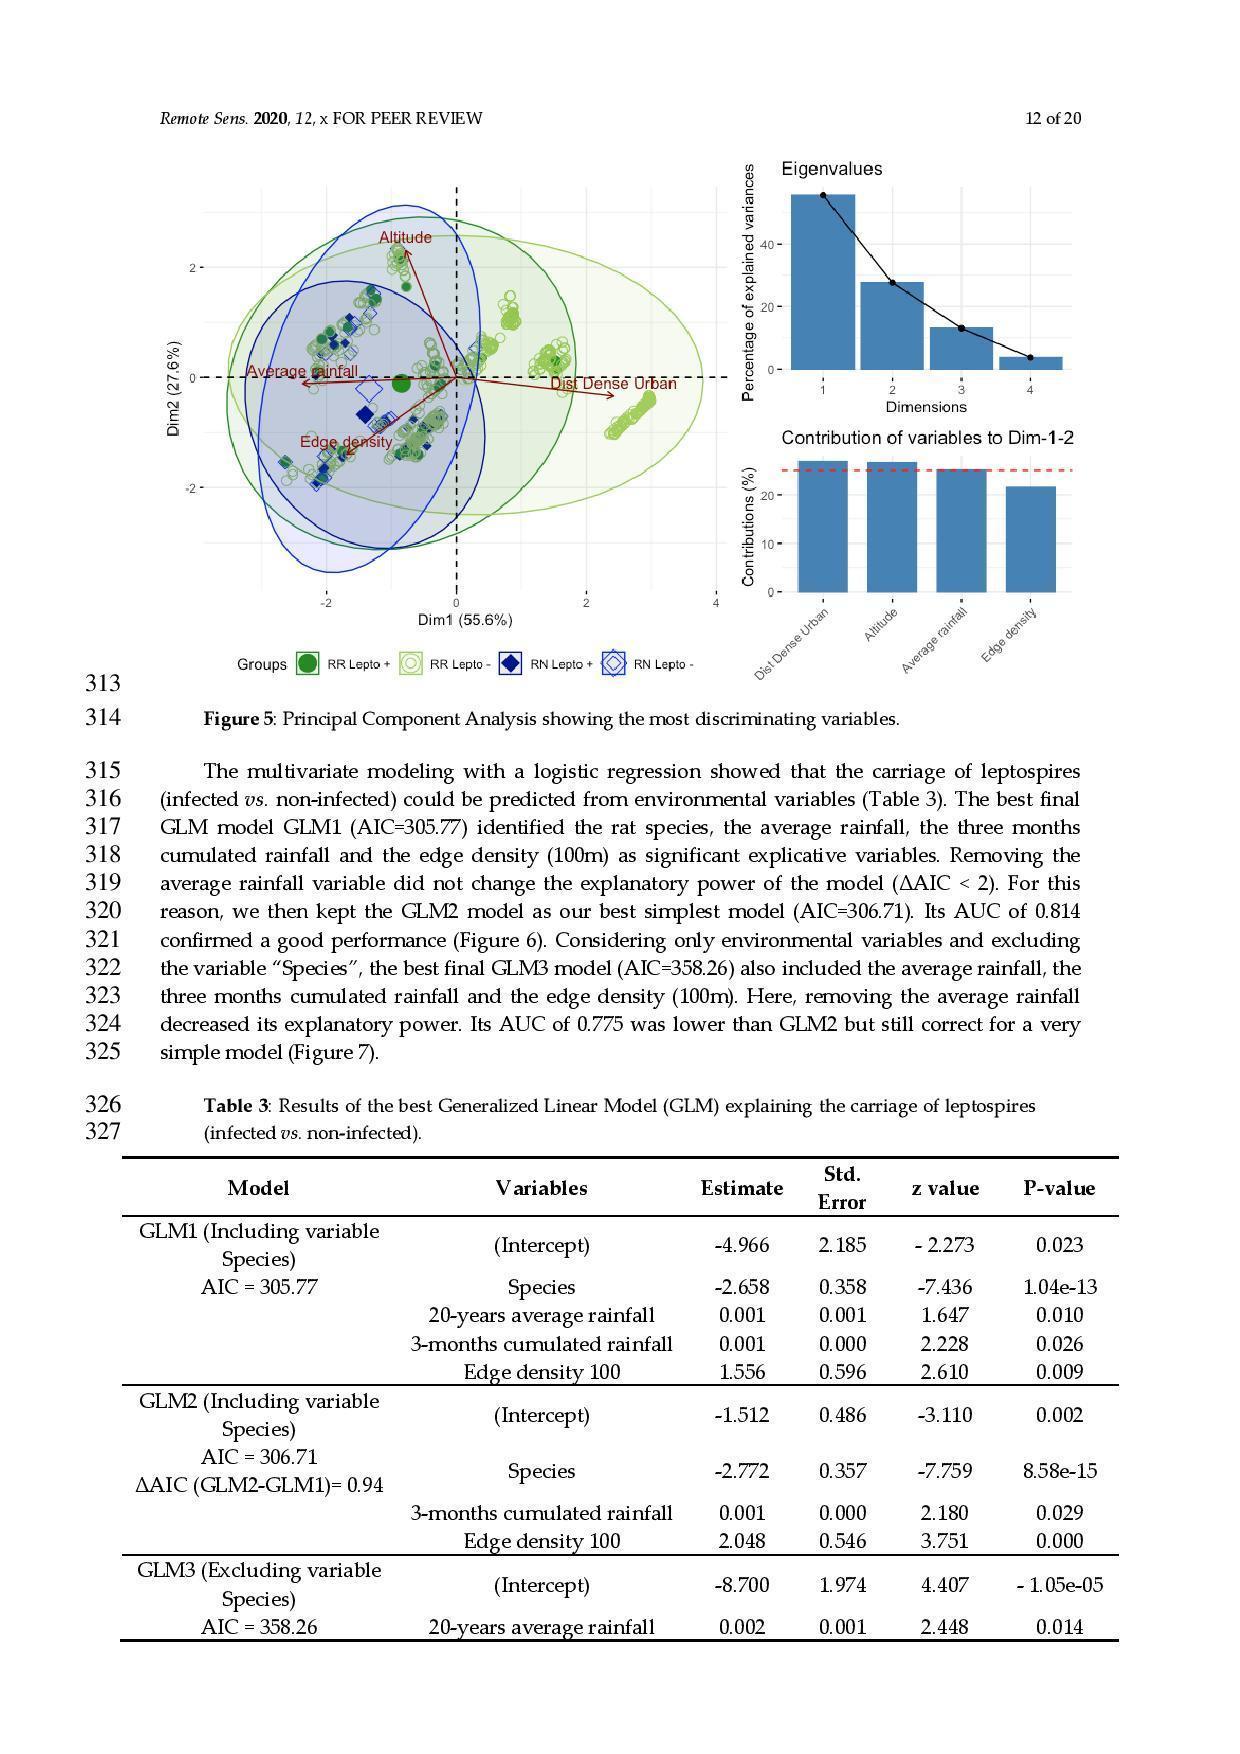 Remote Sens. 2020, 12, x FOR PEER REVIEW 12 of 20
Altitude
Average rainfall
Dist Dense Urban
Edge density
Dim2 (27.6%)
2
0
-2
-2 0 2 4
Dim1 (55.6%)
Groups RR Lepto + RR Lepto - RN Lepto + RN Lepto -
Eigenvalues
Percentage of explained variances
40
20
0
1 2 3 4
Dimensions
Contribution of variables to Dim-1-2
Contributions (%)
20
10
0
Dist Dense Urban
Altitude
Average rainfall
Edge density
313
314 Figure 5: Principal Component Analysis showing the most discriminating variables.
315 The multivariate modeling with a logistic regression showed that the carriage of leptospires
316 (infected vs. non-infected) could be predicted from environmental variables (Table 3). The best final
317 GLM model GLM1 (AIC=305.77) identified the rat species, the average rainfall, the three months
318 cumulated rainfall and the edge density (100m) as significant explicative variables. Removing the
319 average rainfall variable did not change the explanatory power of the model (ΔAIC < 2). For this
320 reason, we then kept the GLM2 model as our best simplest model (AIC=306.71). Its AUC of 0.814
321 confirmed a good performance (Figure 6). Considering only environmental variables and excluding
322 the variable “Species”, the best final GLM3 model (AIC=358.26) also included the average rainfall, the
323 three months cumulated rainfall and the edge density (100m). Here, removing the average rainfall
324 decreased its explanatory power. Its AUC of 0.775 was lower than GLM2 but still correct for a very
325 simple model (Figure 7).
326 Table 3: Results of the best Generalized Linear Model (GLM) explaining the carriage of leptospires
327 (infected vs. non-infected).
Model Variables Estimate Std. Error z value P-value
GLM1 (Including variable Species) (Intercept) -4.966 2.185 - 2.273 0.023
AIC = 305.77 Species -2.658 0.358 -7.436 1.04e-13
20-years average rainfall 0.001 0.001 1.647 0.010
3-months cumulated rainfall 0.001 0.000 2.228 0.026
Edge density 100 1.556 0.596 2.610 0.009
GLM2 (Including variable Species) (Intercept) -1.512 0.486 -3.110 0.002
AIC = 306.71
ΔAIC (GLM2-GLM1)= 0.94 Species -2.772 0.357 -7.759 8.58e-15
3-months cumulated rainfall 0.001 0.000 2.180 0.029
Edge density 100 2.048 0.546 3.751 0.000
GLM3 (Excluding variable Species) (Intercept) -8.700 1.974 4.407 - 1.05e-05
AIC = 358.26 20-years average rainfall 0.002 0.001 2.448 0.014